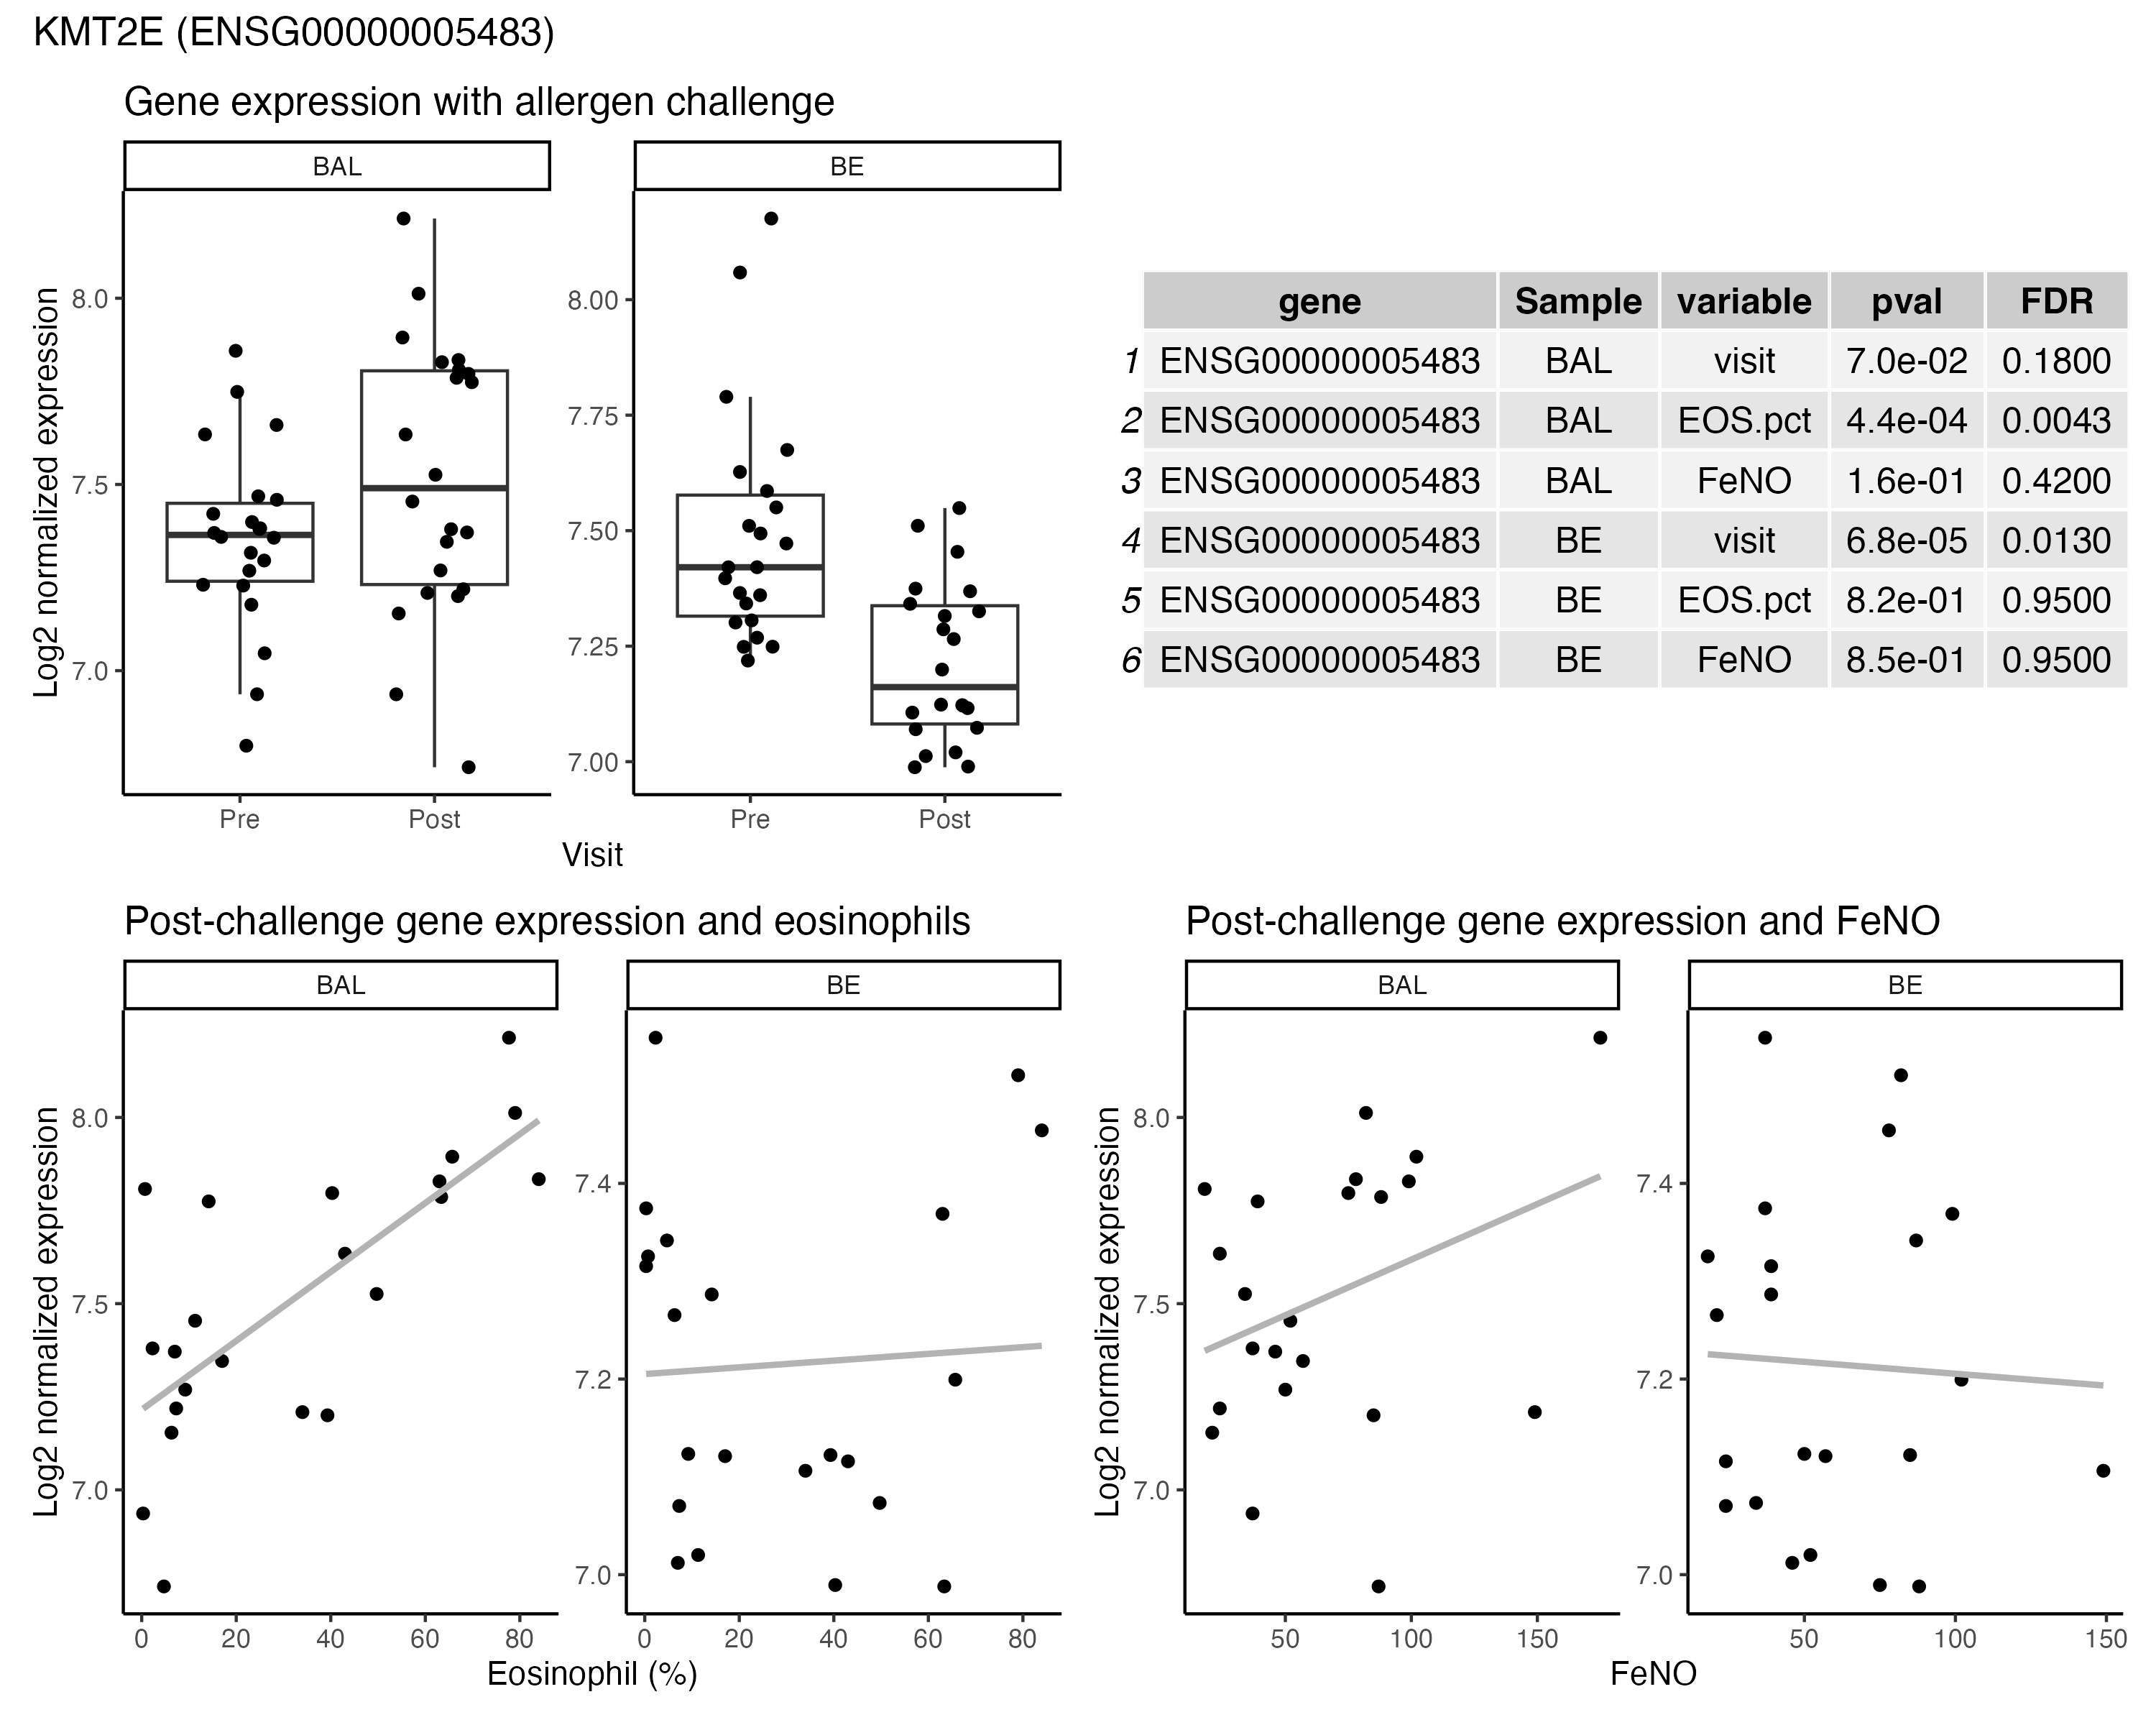 KMT2E (ENSG00000005483)
Gene expression with allergen challenge
BAL BE
Log2 normalized expression
8.0
7.5
7.0
8.00
7.75
7.50
7.25
7.00
Pre Post Pre Post
Visit
gene Sample variable pval FDR
1 ENSG00000005483 BAL visit 7.0e-02 0.1800
2 ENSG00000005483 BAL EOS.pct 4.4e-04 0.0043
3 ENSG00000005483 BAL FeNO 1.6e-01 0.4200
4 ENSG00000005483 BE visit 6.8e-05 0.0130
5 ENSG00000005483 BE EOS.pct 8.2e-01 0.9500
6 ENSG00000005483 BE FeNO 8.5e-01 0.9500
Post-challenge gene expression and eosinophils
BAL BE
Log2 normalized expression
8.0
7.5
7.0
7.4
7.2
7.0
0 20 40 60 80 0 20 40 60 80
Eosinophil (%)
Post-challenge gene expression and FeNO
BAL BE
Log2 normalized expression
8.0
7.5
7.0
7.4
7.2
7.0
50 100 150 50 100 150
FeNO